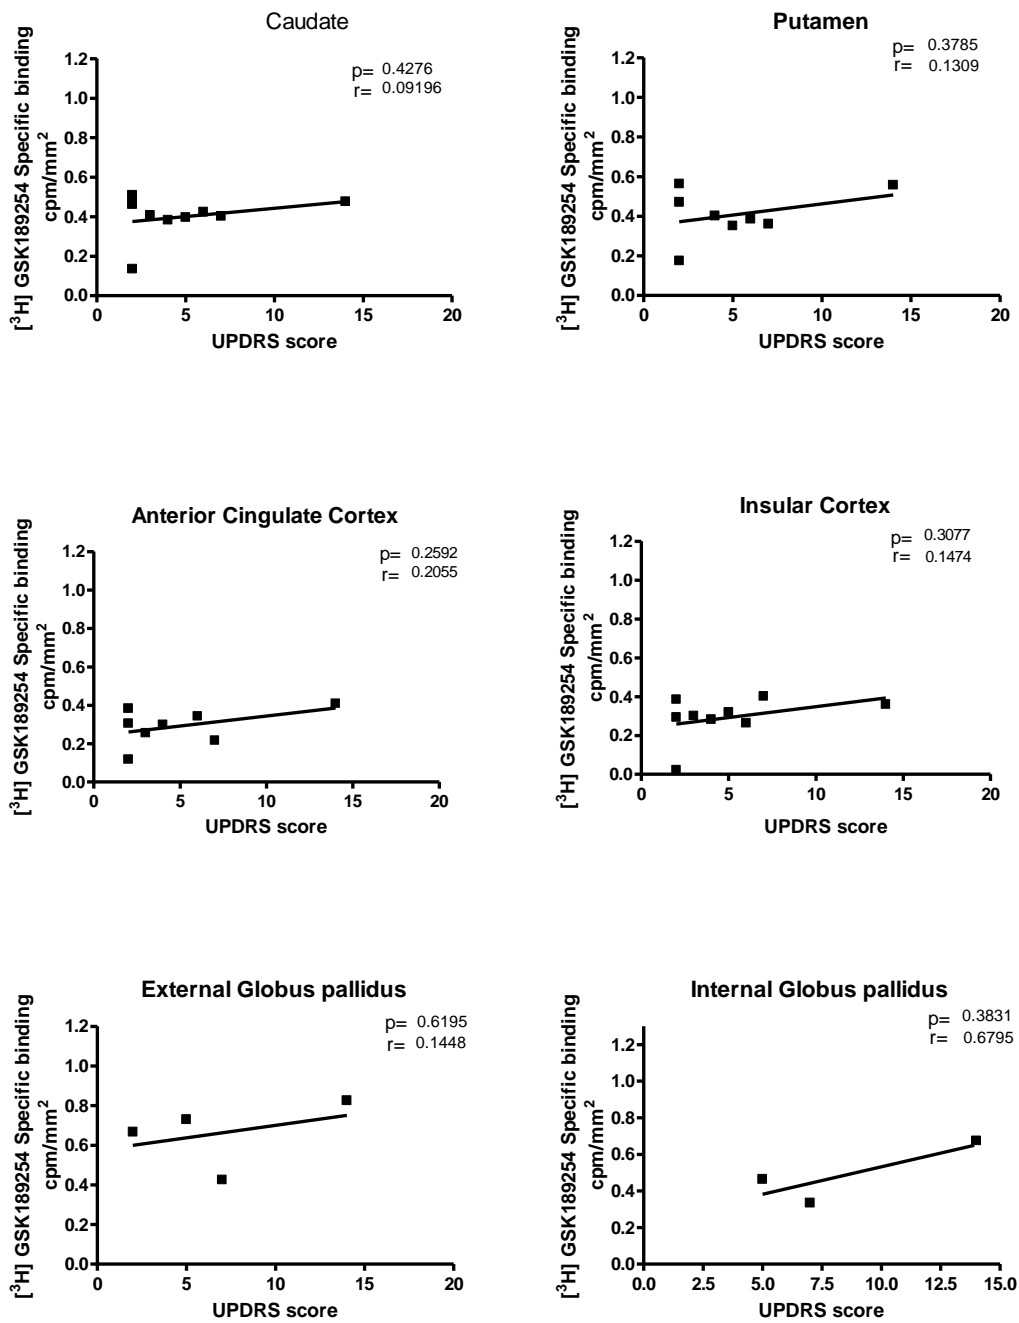 Caudate
p= 0.4276
r= 0.09196
[³H] GSK189254 Specific binding
cpm/mm²
1.2
1.0
0.8
0.6
0.4
0.2
0.0
0 5 10 15 20
UPDRS score
Putamen
p= 0.3785
r= 0.1309
[³H] GSK189254 Specific binding
cpm/mm²
1.2
1.0
0.8
0.6
0.4
0.2
0.0
0 5 10 15 20
UPDRS score
Anterior Cingulate Cortex
p= 0.2592
r= 0.2055
[³H] GSK189254 Specific binding
cpm/mm²
1.2
1.0
0.8
0.6
0.4
0.2
0.0
0 5 10 15 20
UPDRS score
Insular Cortex
p= 0.3077
r= 0.1474
[³H] GSK189254 Specific binding
cpm/mm²
1.2
1.0
0.8
0.6
0.4
0.2
0.0
0 5 10 15 20
UPDRS score
External Globus pallidus
p= 0.6195
r= 0.1448
[³H] GSK189254 Specific binding
cpm/mm²
1.2
1.0
0.8
0.6
0.4
0.2
0.0
0 5 10 15 20
UPDRS score
Internal Globus pallidus
p= 0.3831
r= 0.6795
[³H] GSK189254 Specific binding
cpm/mm²
1.2
1.0
0.8
0.6
0.4
0.2
0.0
0.0 2.5 5.0 7.5 10.0 12.5 15.0
UPDRS score